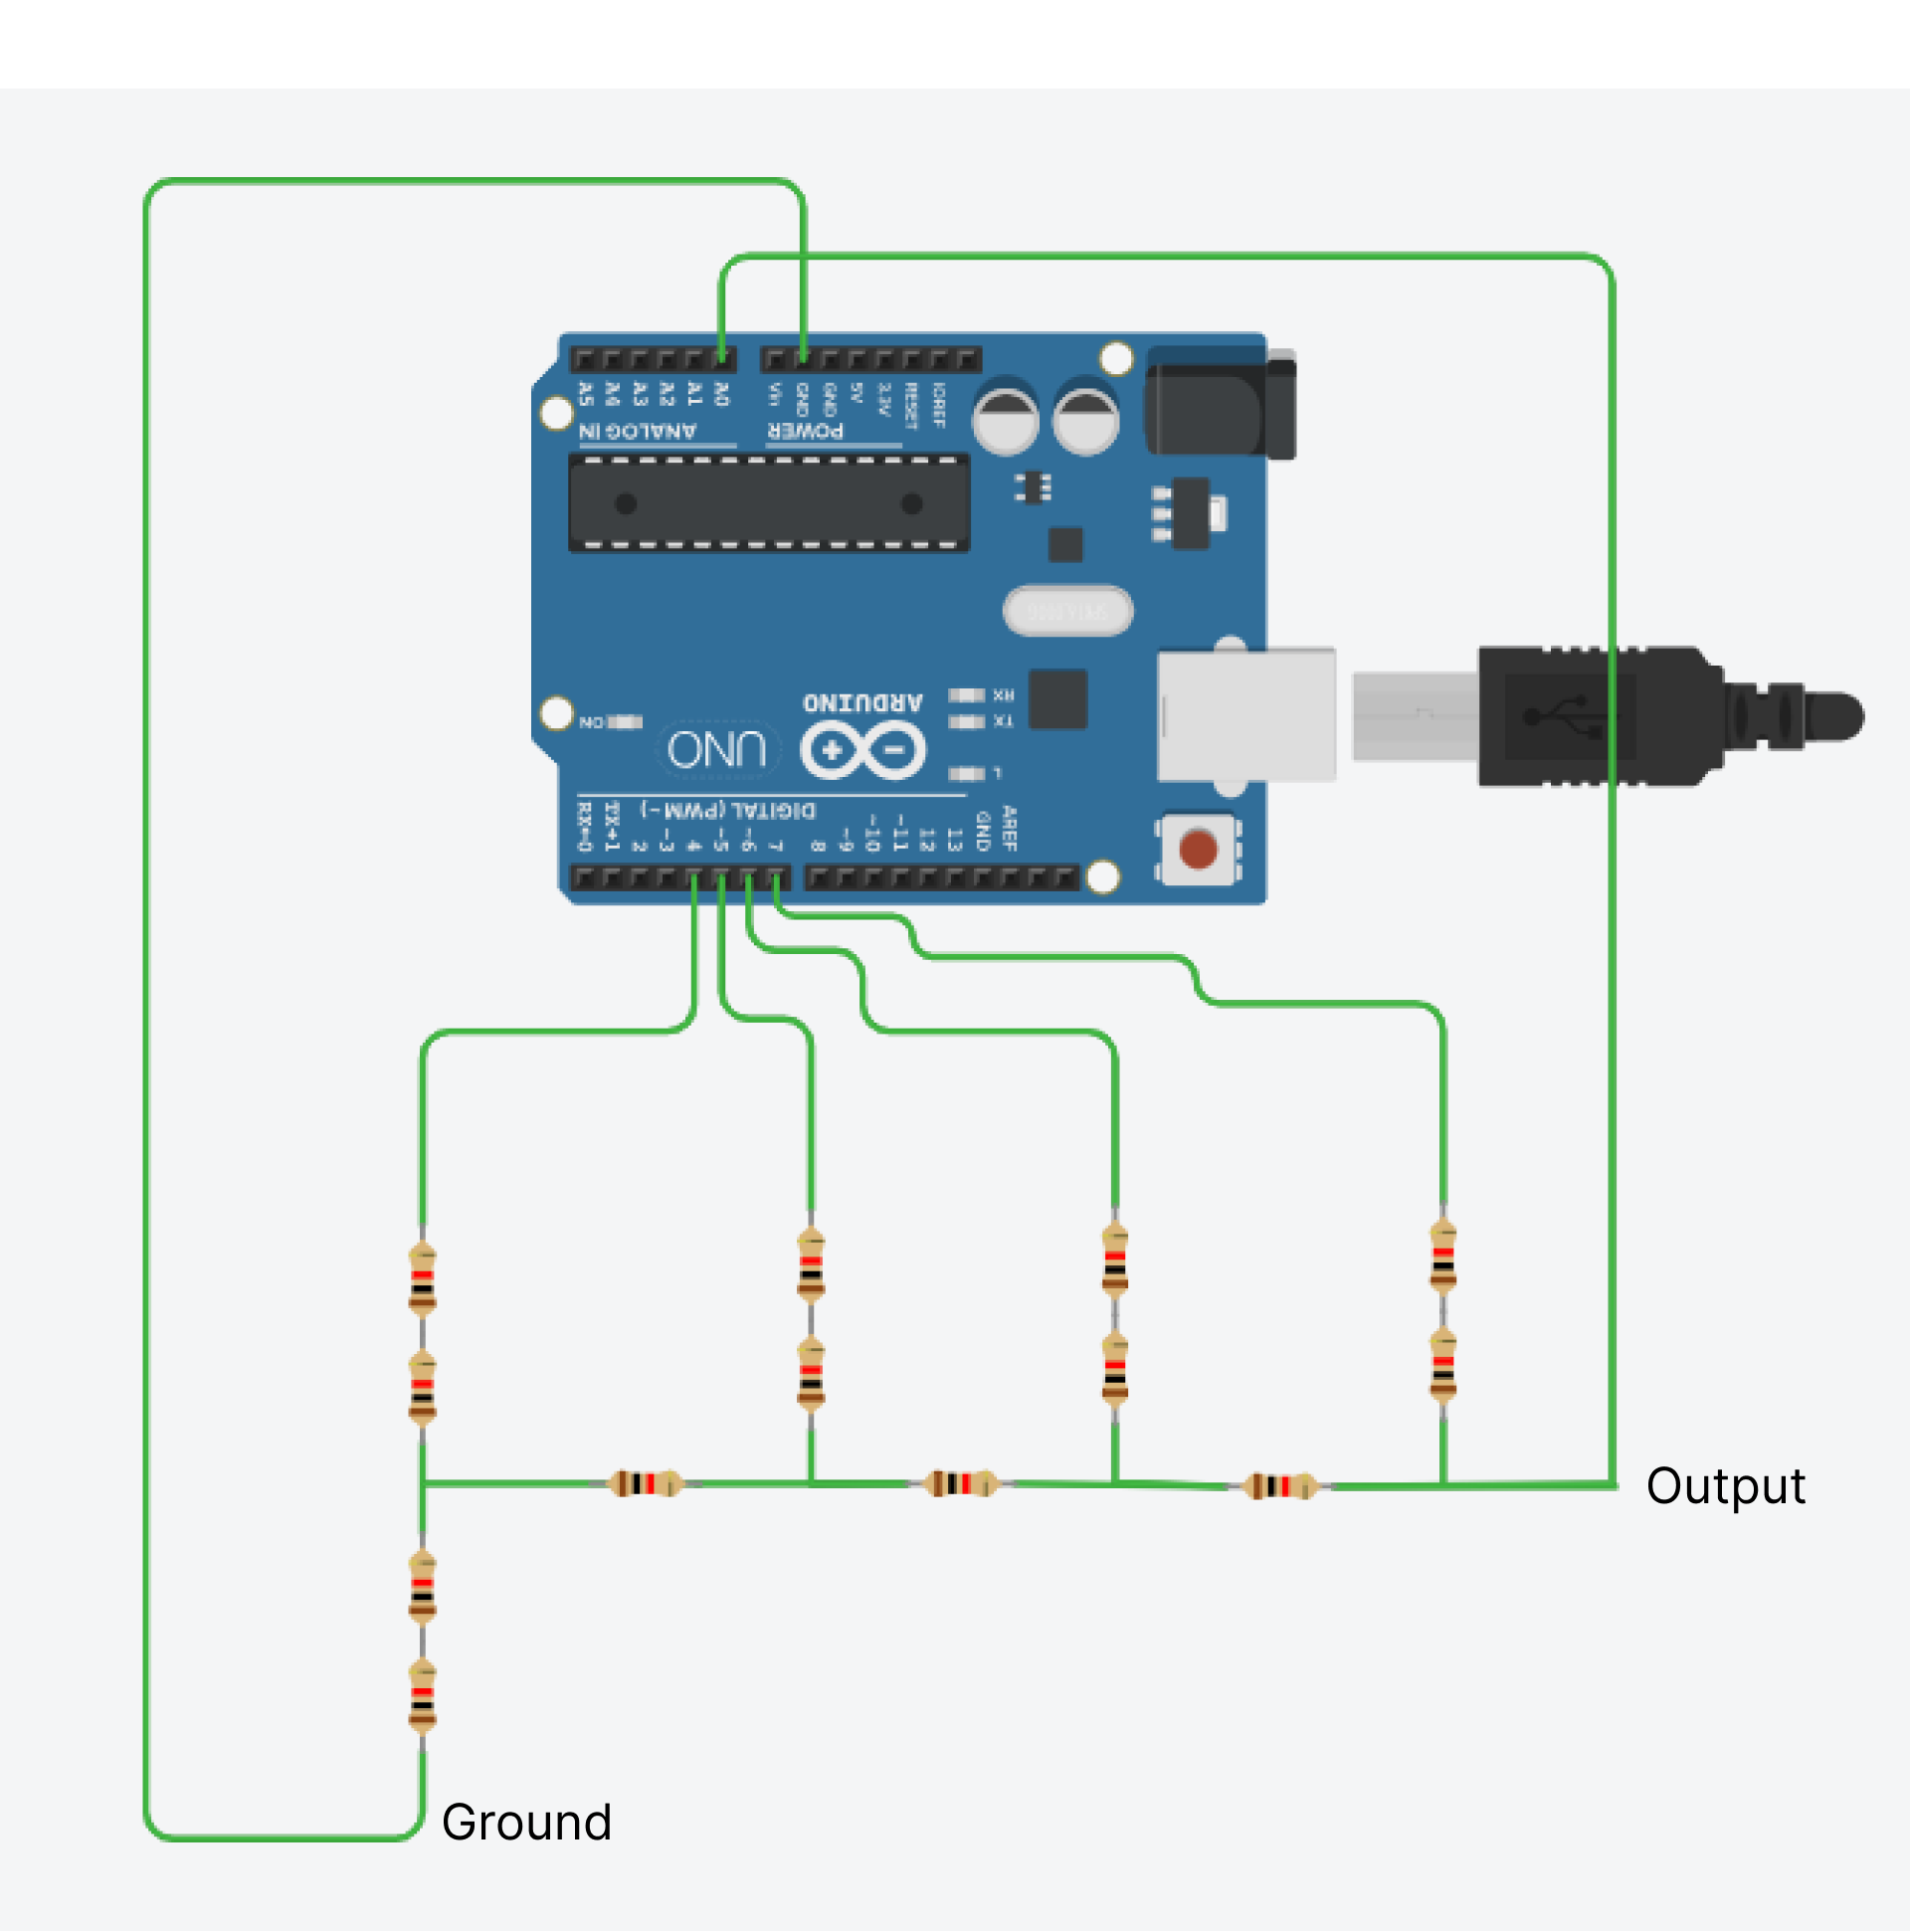 A5 A4 A3 A2 A1 A0 Vin GND GND 5V 3.3V RESET IOREF
ANALOG IN POWER
RX
ARDUINO
TX
ON
UNO
L
DIGITAL (PWM~)
RX←0 TX→1 2 ~3 4 ~5 ~6 7 8 ~9 ~10 ~11 12 13 GND AREF
Output
Ground